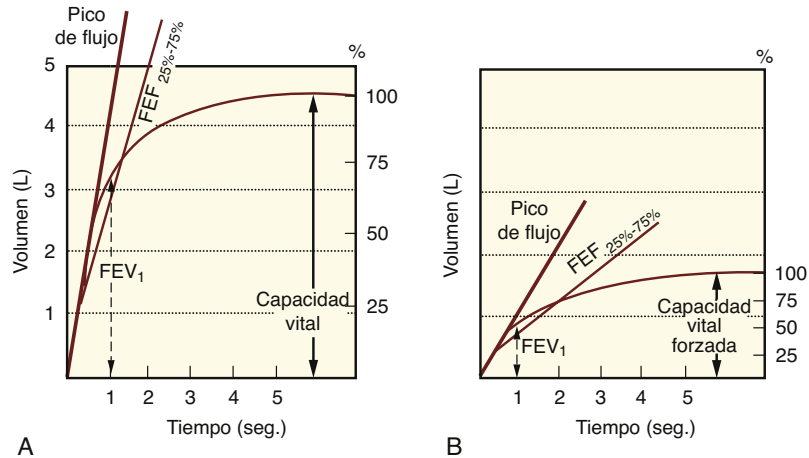 Pico
de flujo
FEF 25%-75%
%
5
4
3
2
1
Volumen (L)
100
75
50
25
FEV1
Capacidad
vital
1 2 3 4 5
Tiempo (seg.)
A
Volumen (L)
Pico
de flujo
FEF 25%-75%
%
100
75
50
25
FEV1
Capacidad
vital
forzada
1 2 3 4 5
Tiempo (seg.)
B